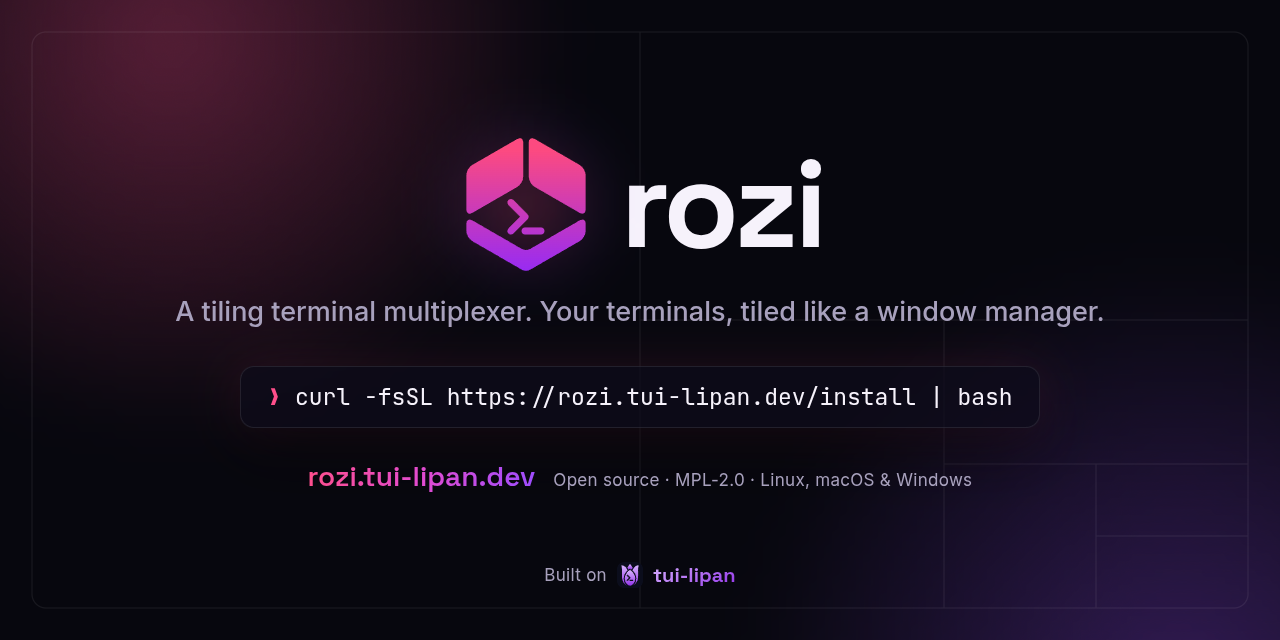 rozi
A tiling terminal multiplexer. Your terminals, tiled like a window manager.
❯ curl -fsSL https://rozi.tui-lipan.dev/install | bash
rozi.tui-lipan.dev Open source · MPL-2.0 · Linux, macOS & Windows
Built on tui-lipan